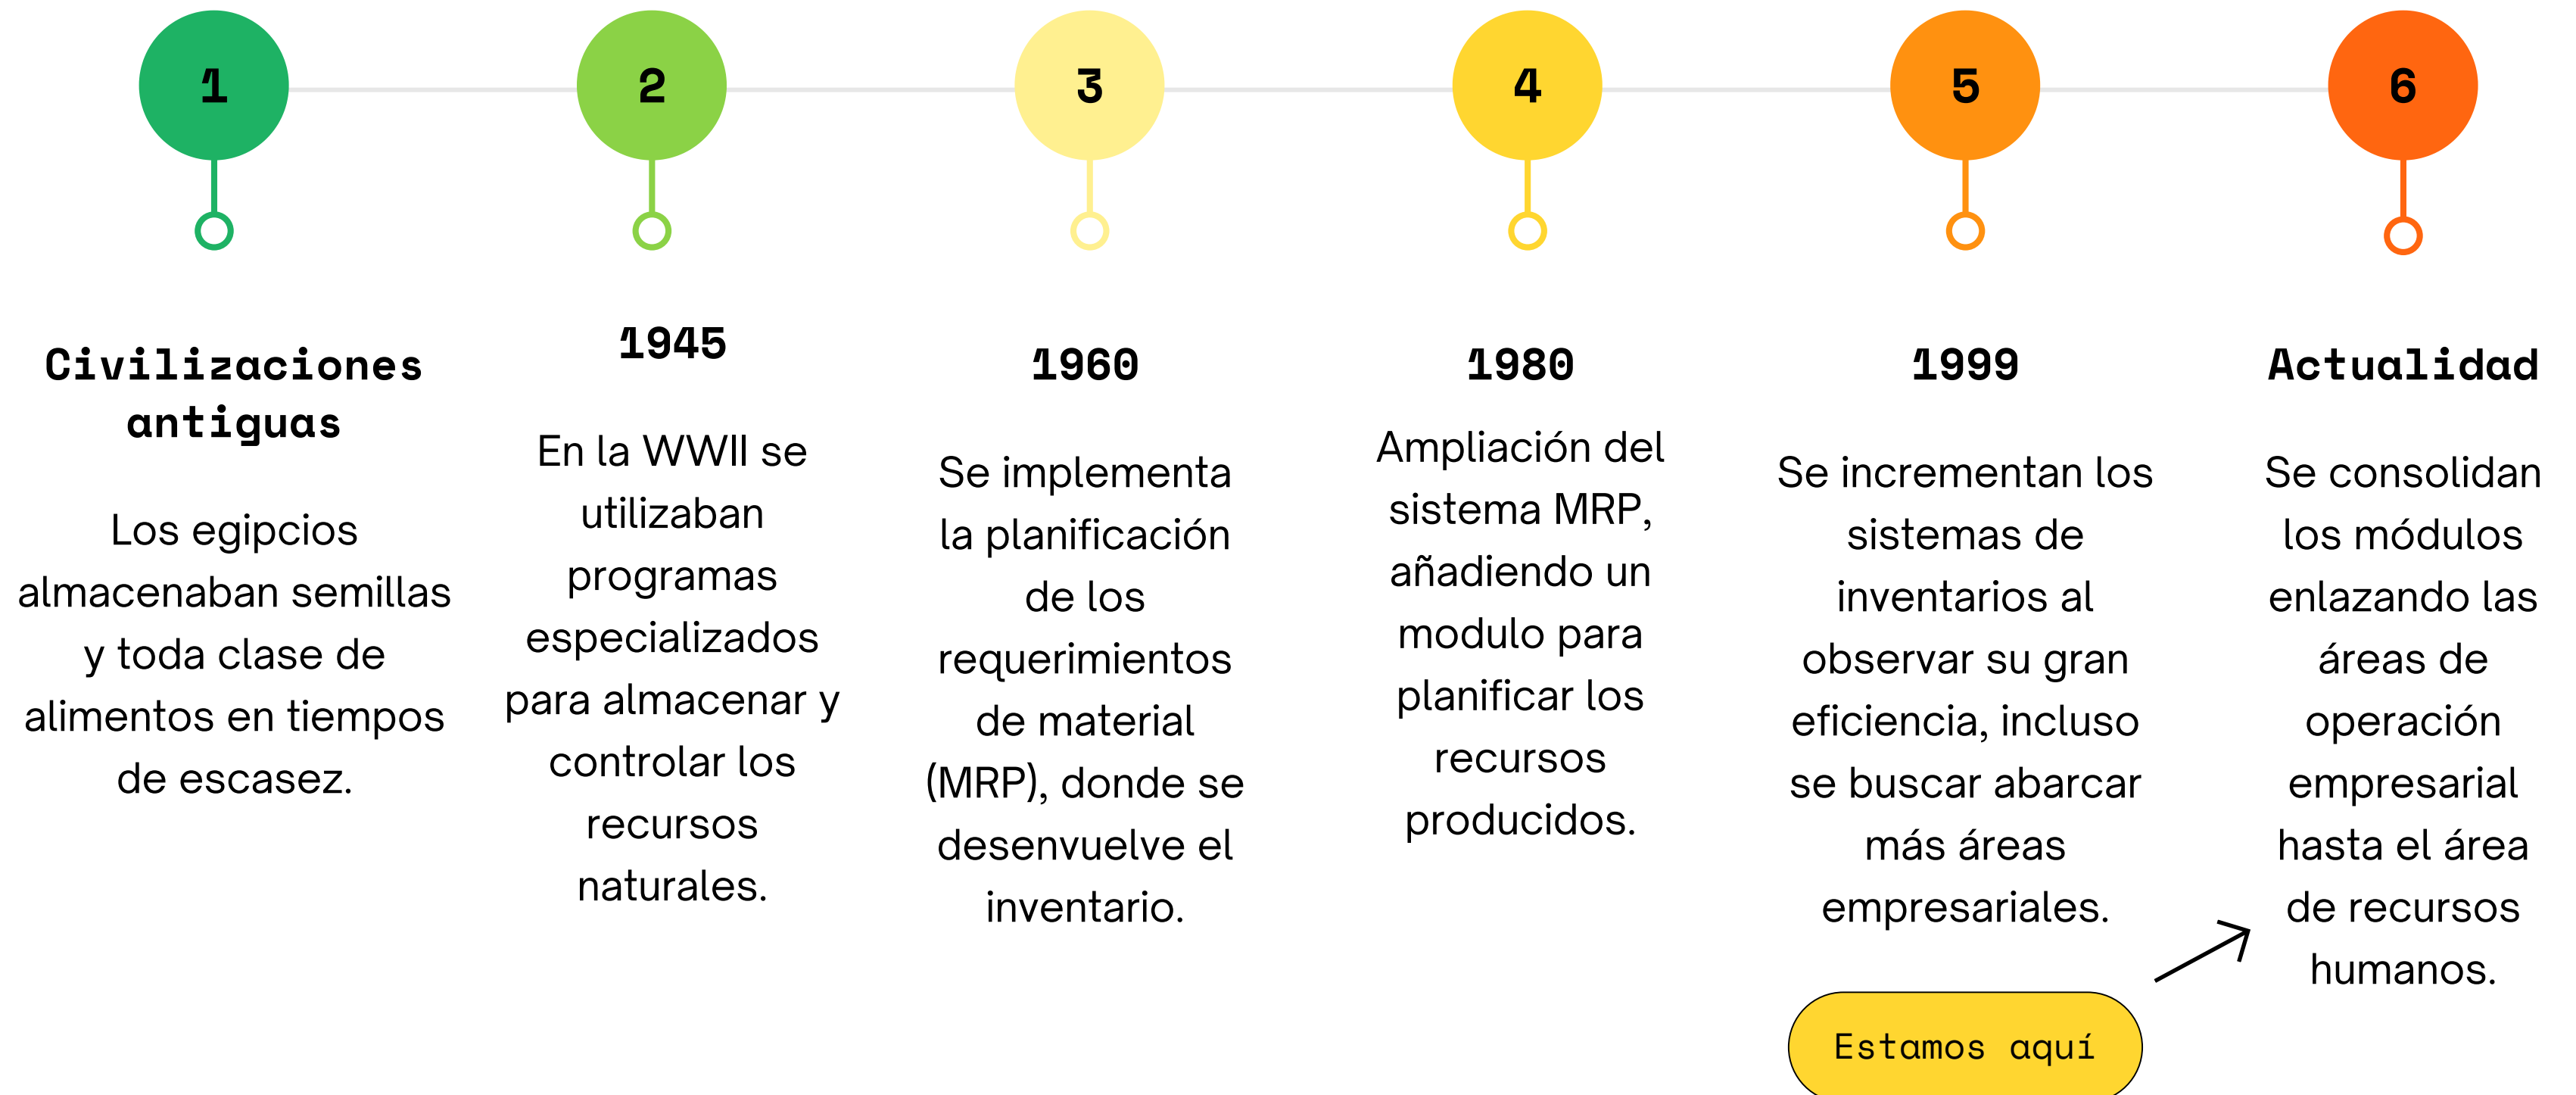 1
2
3
4
5
6
Civilizaciones
antiguas
Los egipcios
almacenaban semillas
y toda clase de
alimentos en tiempos
de escasez.
1945
En la WWII se
utilizaban
programas
especializados
para almacenar y
controlar los
recursos
naturales.
1960
Se implementa
la planificación
de los
requerimientos
de material
(MRP), donde se
desenvuelve el
inventario.
1980
Ampliación del
sistema MRP,
añadiendo un
modulo para
planificar los
recursos
producidos.
1999
Se incrementan los
sistemas de
inventarios al
observar su gran
eficiencia, incluso
se buscar abarcar
más áreas
empresariales.
Estamos aquí
Actualidad
Se consolidan
los módulos
enlazando las
áreas de
operación
empresarial
hasta el área
de recursos
humanos.